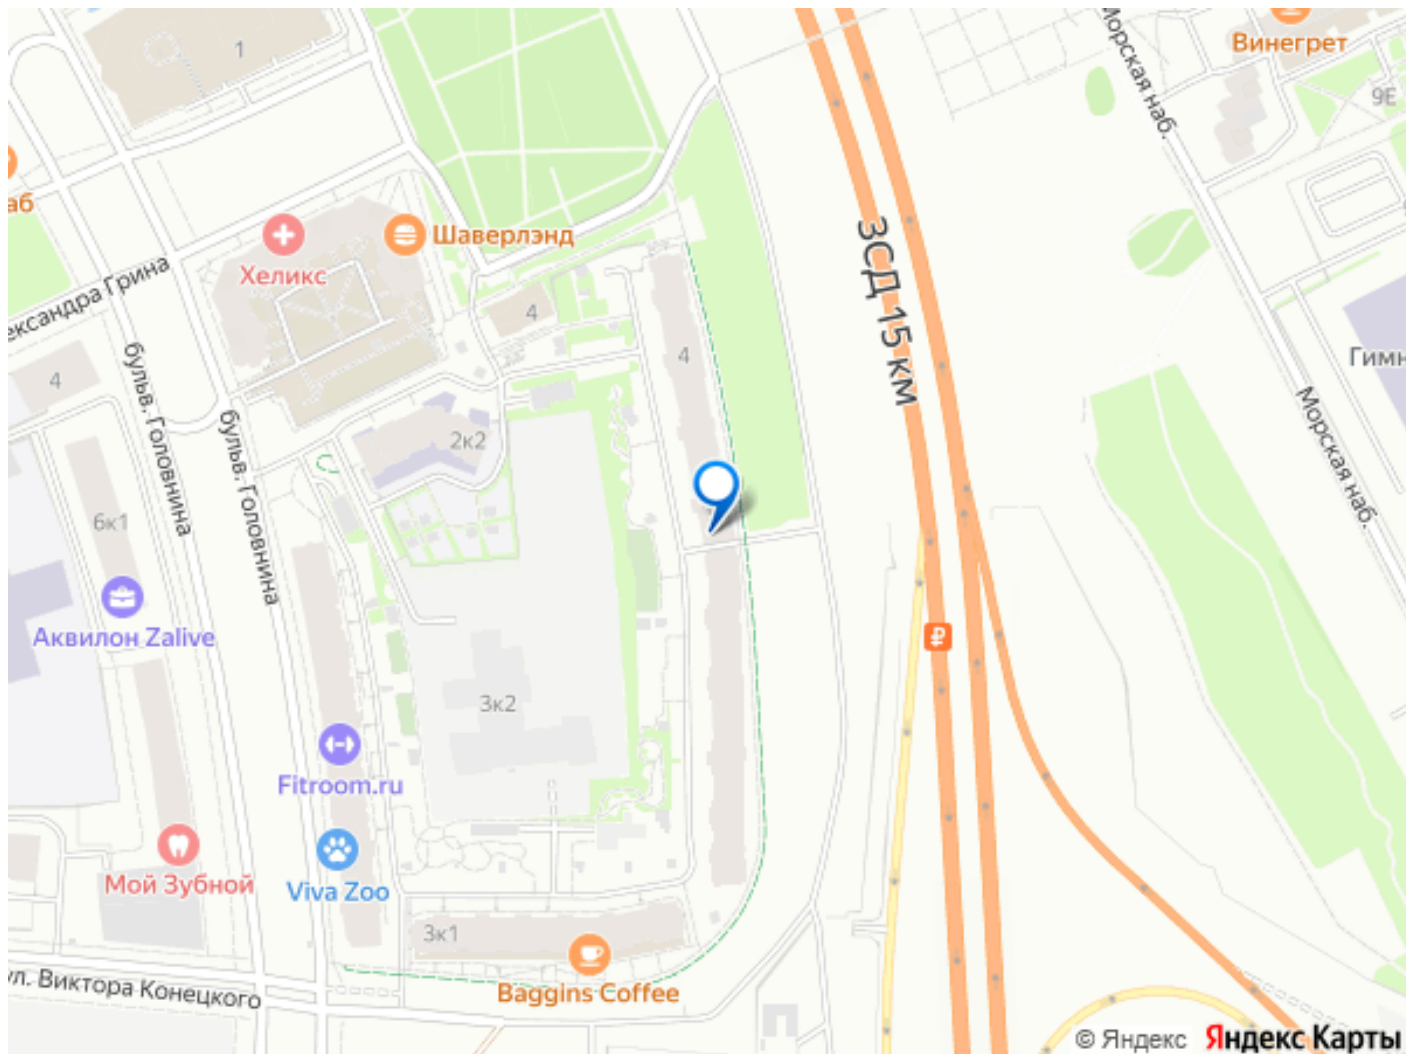 1
Морская наб.
Винегрет
9Е
аб
Шаверлэнд
Хеликс
ександра Грина
4
4
ЗСД 15 км
4
Гимн
бульв. Головнина
бульв. Головнина
2к2
Морская наб.
6к1
Аквилон Zalive
3к2
Fitroom.ru
Мой Зубной
Viva Zoo
3к1
Baggins Coffee
ул. Виктора Конецкого
© Яндекс Яндекс Карты